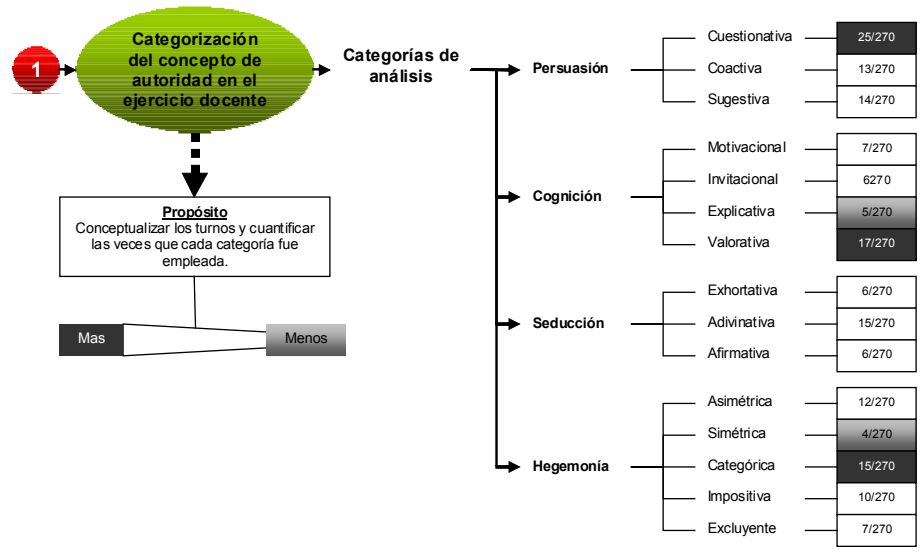 1
Categorización
del concepto de
autoridad en el
ejercicio docente
Categorías de
análisis
Propósito
Conceptualizar los turnos y cuantificar
las veces que cada categoría fue
empleada.
Mas
Menos
Persuasión
Cuestionativa 25/270
Coactiva 13/270
Sugestiva 14/270
Cognición
Motivacional 7/270
Invitacional 6270
Explicativa 5/270
Valorativa 17/270
Seducción
Exhortativa 6/270
Adivinativa 15/270
Afirmativa 6/270
Hegemonía
Asimétrica 12/270
Simétrica 4/270
Categórica 15/270
Impositiva 10/270
Excluyente 7/270